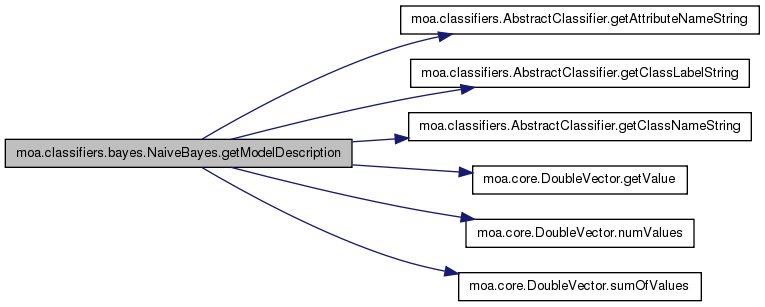 moa.classifiers.AbstractClassifier.getAttributeNameString
moa.classifiers.AbstractClassifier.getClassLabelString
moa.classifiers.AbstractClassifier.getClassNameString
moa.classifiers.bayes.NaiveBayes.getModelDescription
moa.core.DoubleVector.getValue
moa.core.DoubleVector.numValues
moa.core.DoubleVector.sumOfValues